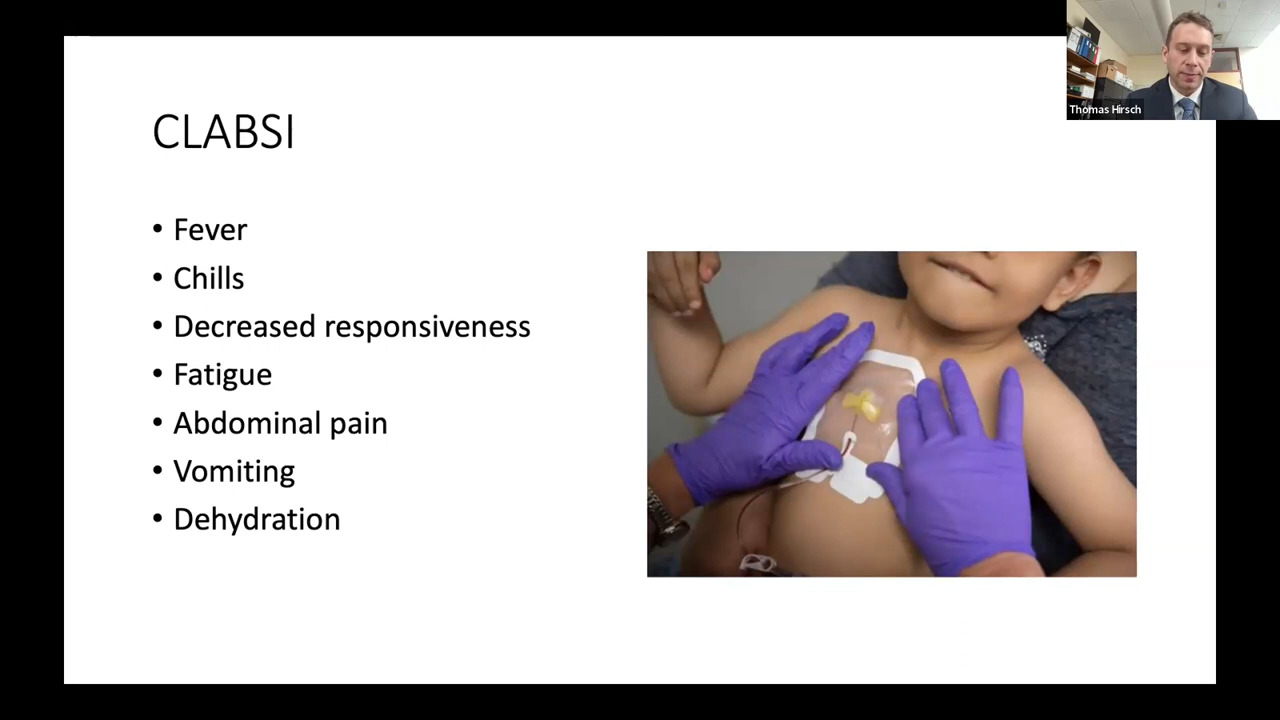 CLABSI
• Fever
• Chills
• Decreased responsiveness
• Fatigue
• Abdominal pain
• Vomiting
• Dehydration
Thomas Hirsch